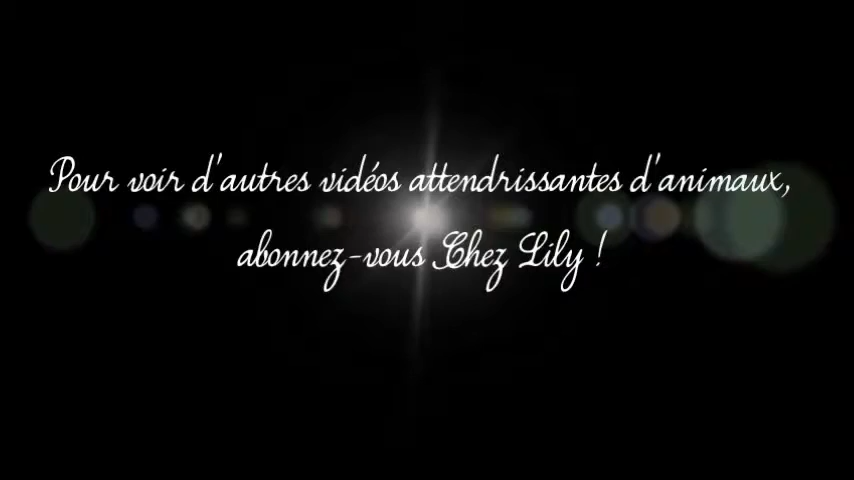 Pour voir d'autres vidéos attendrissantes d'animaux,
abonnez-vous Chez Lily !